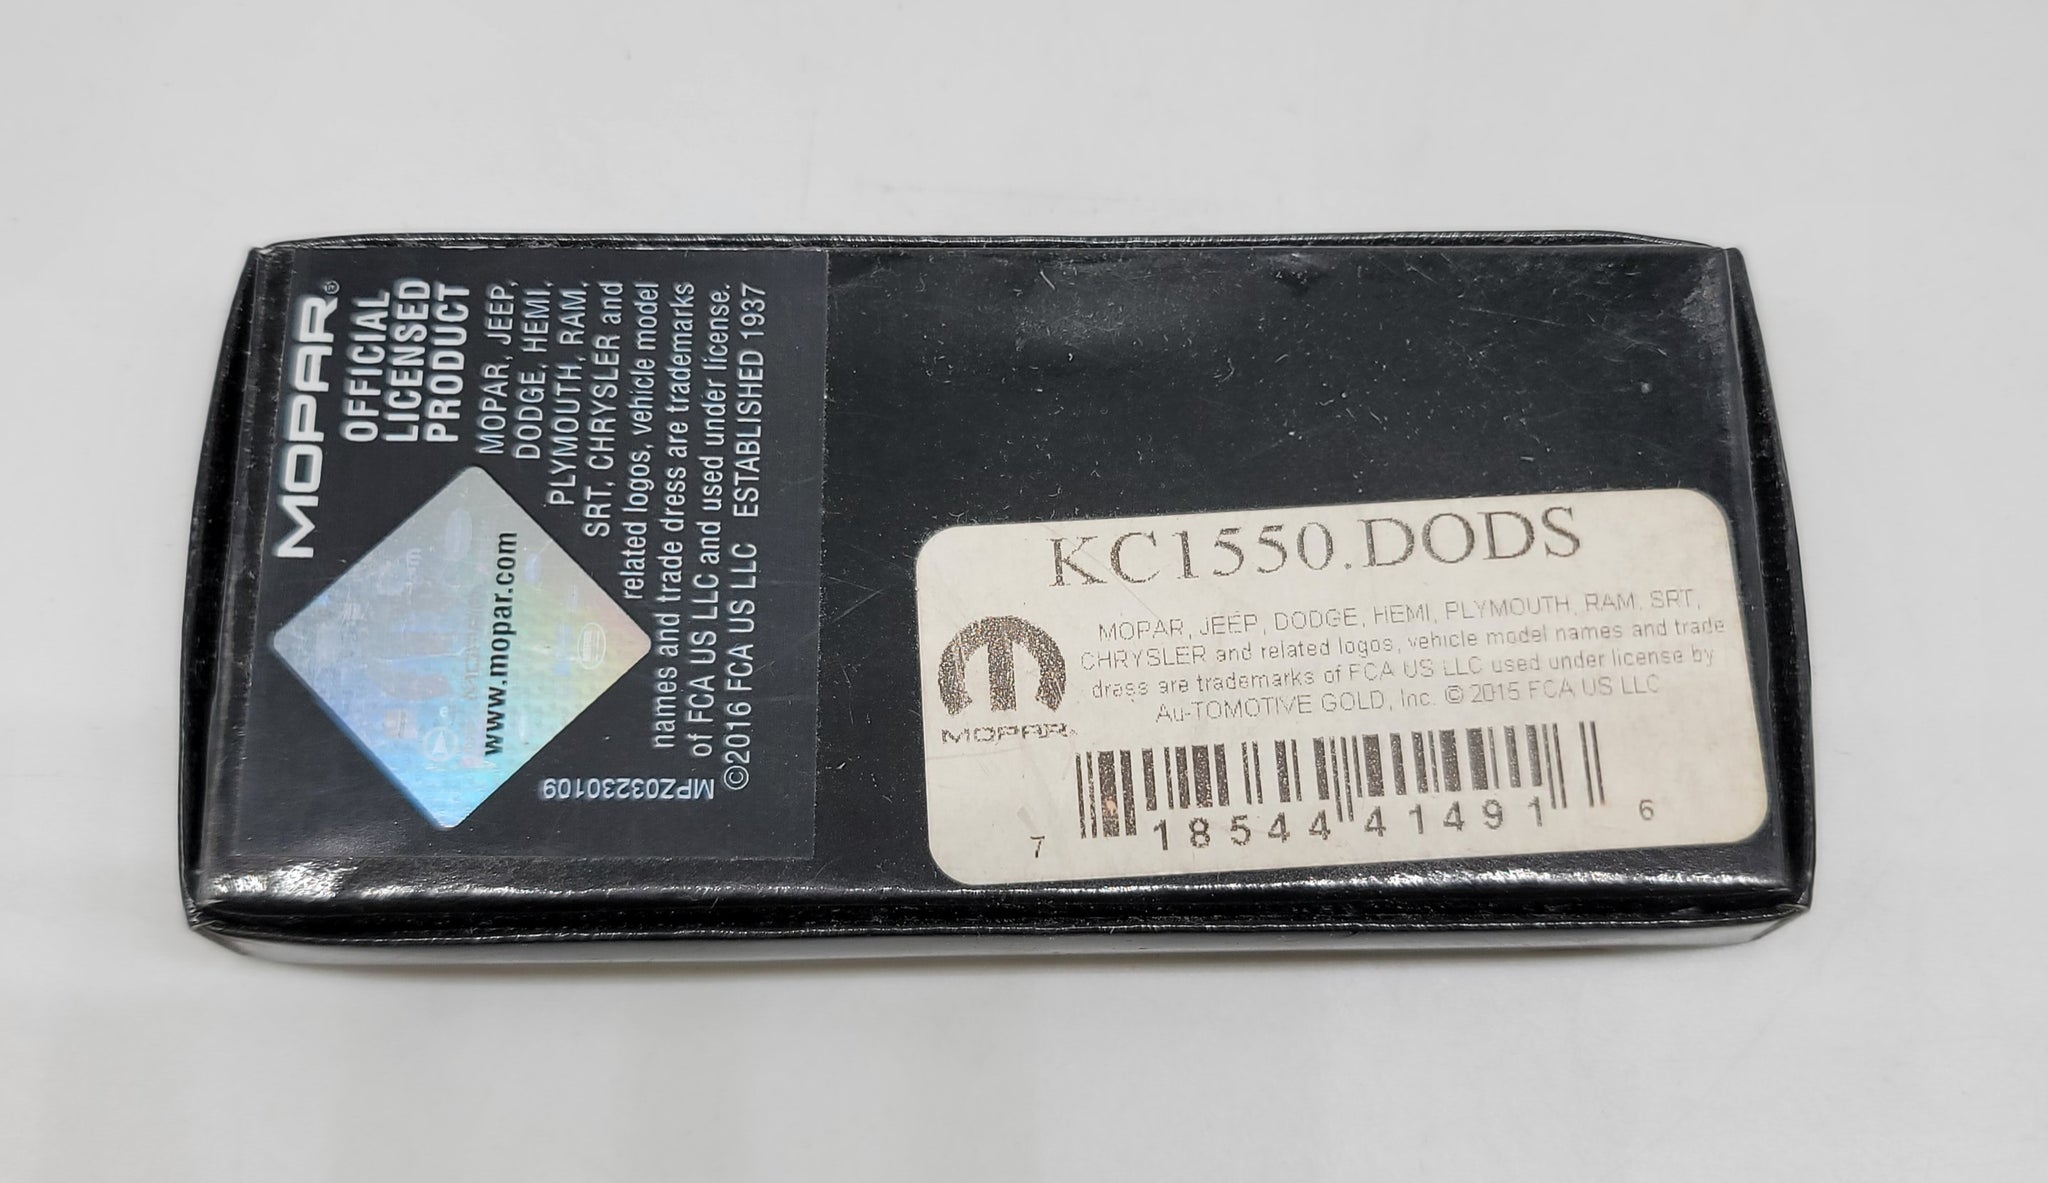 MOPAR®
OFFICIAL
LICENSED
PRODUCT
MOPAR, JEEP,
DODGE, HEMI,
PLYMOUTH, RAM,
SRT, CHRYSLER and
related logos, vehicle model
names and trade dress are trademarks
of FCA US LLC and used under license.
©2016 FCA US LLC ESTABLISHED 1937
www.mopar.com
MPZ03230109
KC1550.DODS
MOPAR, JEEP, DODGE, HEMI, PLYMOUTH, RAM, SRT,
CHRYSLER and related logos, vehicle model names and trade
dress are trademarks of FCA US LLC used under license by
Au-TOMOTIVE GOLD, Inc. © 2015 FCA US LLC
MOPAR.
7 18544 41491 6